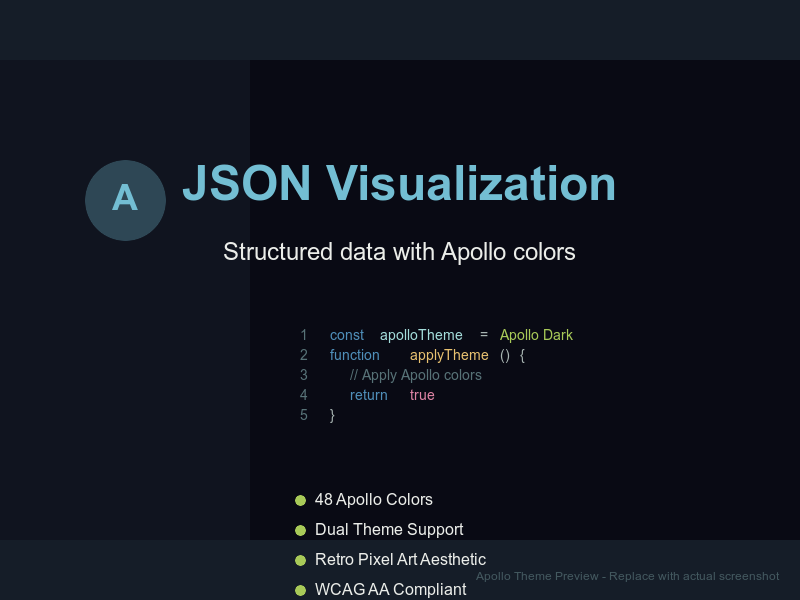 A
JSON Visualization
Structured data with Apollo colors
1 const apolloTheme = Apollo Dark
2 function applyTheme () {
3 // Apply Apollo colors
4 return true
5 }
48 Apollo Colors
Dual Theme Support
Retro Pixel Art Aesthetic
Apollo Theme Preview - Replace with actual screenshot
WCAG AA Compliant